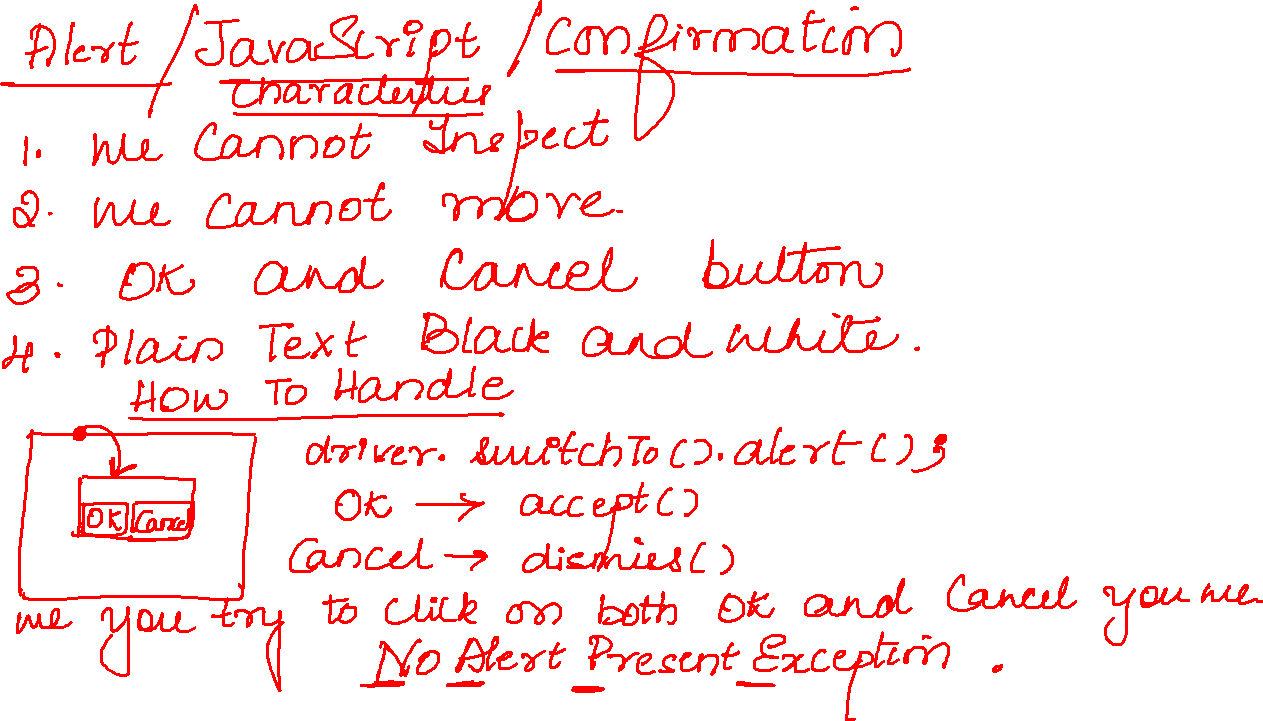 Alert / JavaScript / Confirmation
Characteristics
1. we Cannot Inspect
2. we cannot move.
3. OK and Cancel button
4. Plain Text Black and white.
How To Handle
driver. switchTo().alert();
OK → accept()
OK Cancel
Cancel → dismiss()
you try to click on both OK and Cancel you
No Alert Present Exception.